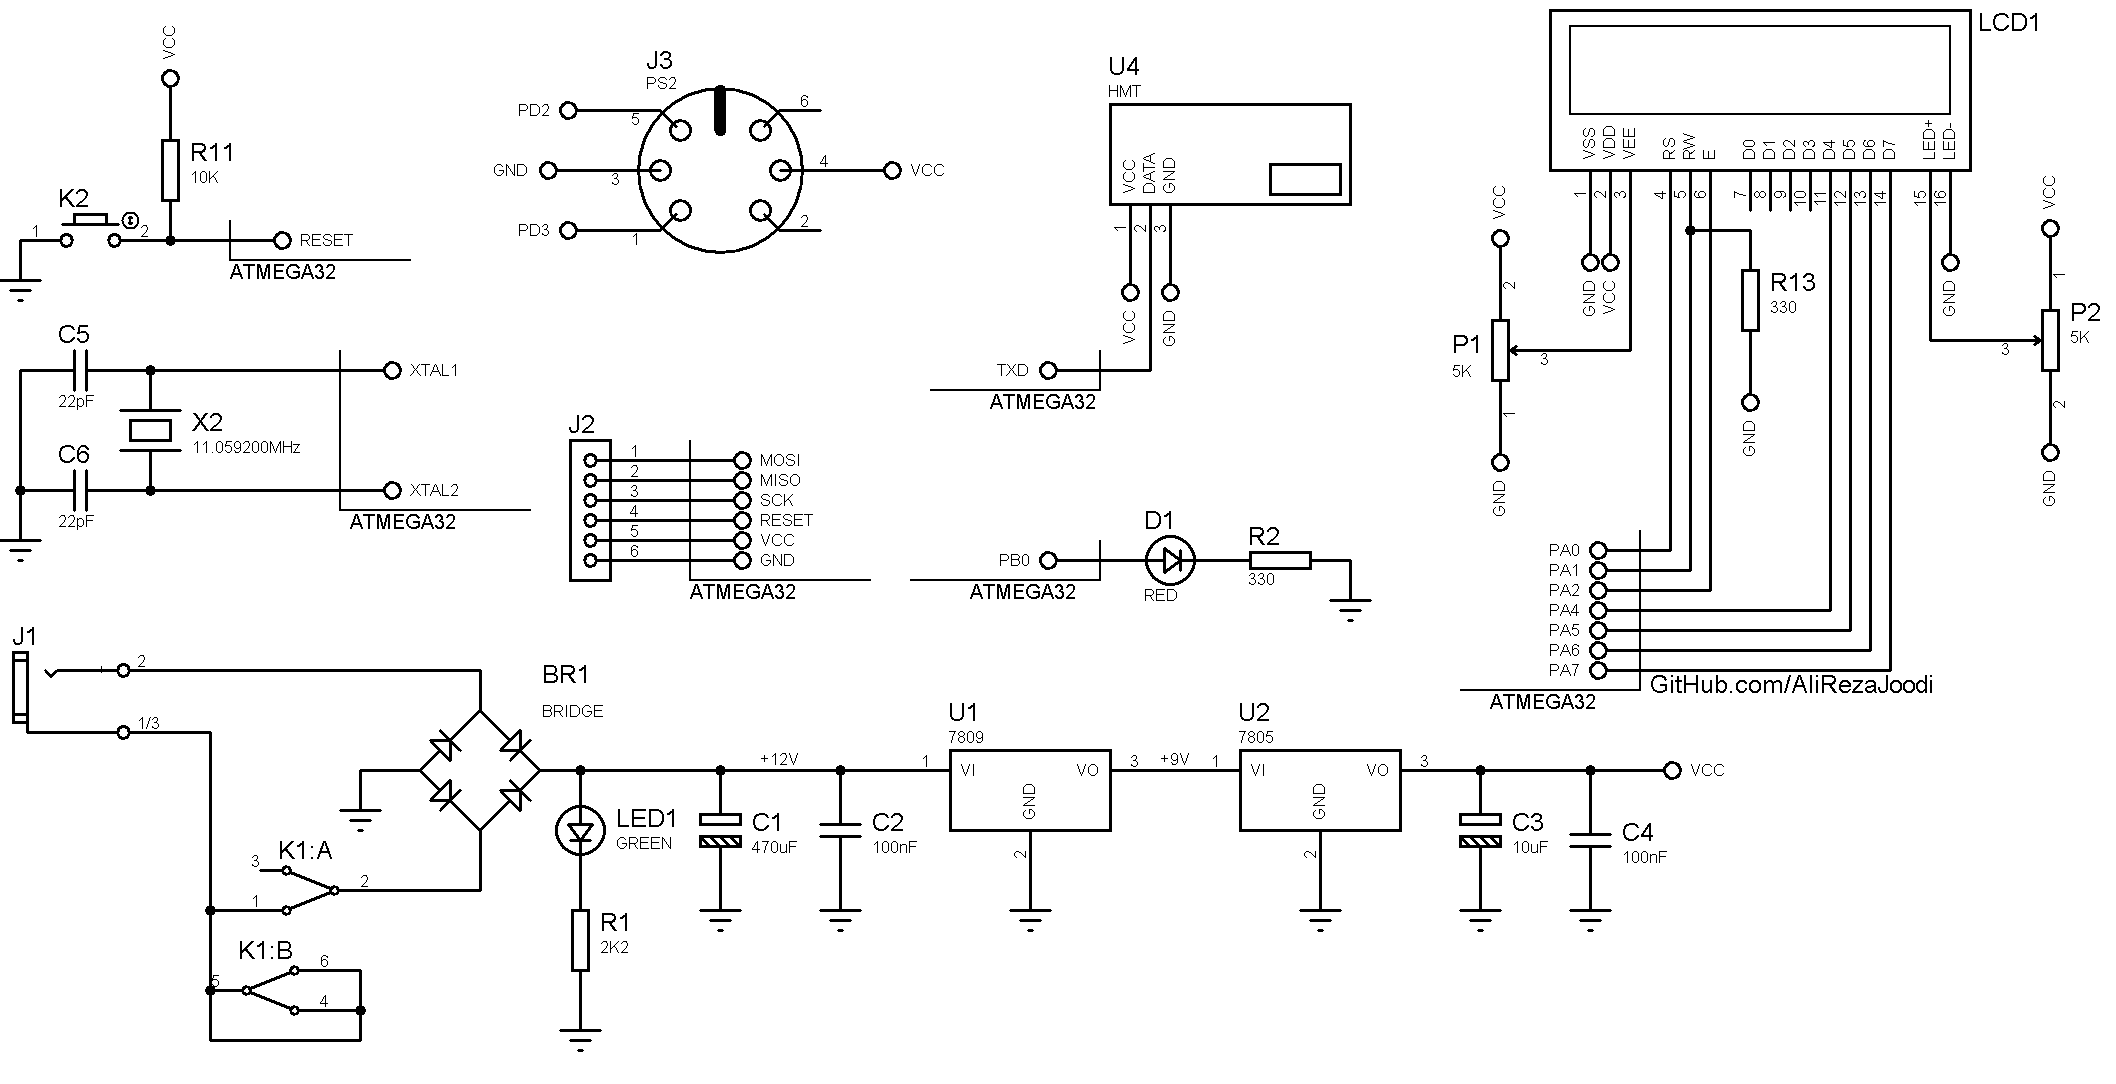 VCC
R11
10K
K2
1
2
RESET
ATMEGA32
C5
22pF
XTAL1
X2
11.059200MHz
C6
22pF
XTAL2
ATMEGA32
J3
PS2
PD2
5
6
GND
3
4
VCC
PD3
1
2
U4
HMT
VCC
DATA
GND
1
2
3
VCC
GND
TXD
ATMEGA32
J2
1
MOSI
2
MISO
3
SCK
4
RESET
5
VCC
6
GND
ATMEGA32
D1
PB0
RED
R2
330
ATMEGA32
LCD1
VSS
VDD
VEE
RS
RW
E
D0
D1
D2
D3
D4
D5
D6
D7
LED+
LED-
1
2
3
4
5
6
7
8
9
10
11
12
13
14
15
16
GND
VCC
GND
VCC
2
P1
5K
3
1
GND
R13
330
GND
VCC
1
P2
5K
3
2
GND
PA0
PA1
PA2
PA4
PA5
PA6
PA7
ATMEGA32
GitHub.com/AliRezaJoodi
J1
2
1/3
BR1
BRIDGE
K1:A
3
2
1
K1:B
6
5
4
LED1
GREEN
R1
2K2
+12V
C1
470uF
C2
100nF
U1
7809
1
VI
VO
3
GND
2
+9V
U2
7805
1
VI
VO
3
GND
2
C3
10uF
C4
100nF
VCC